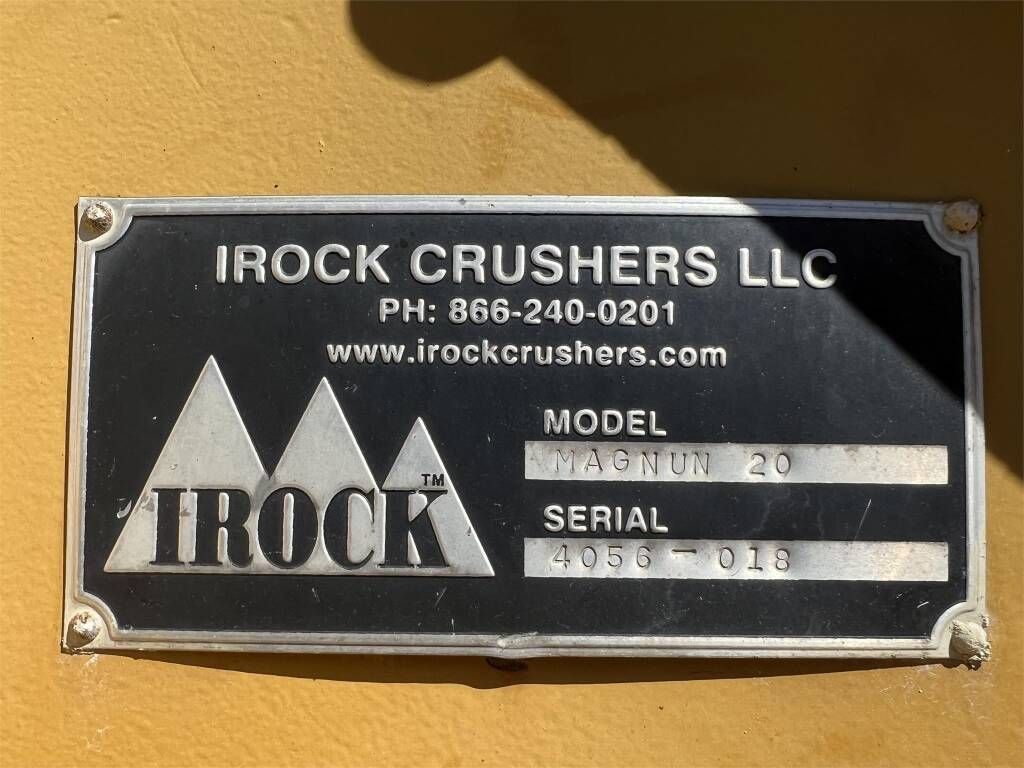 IROCK CRUSHERS LLC
PH: 866-240-0201
www.irockcrushers.com
MODEL
MAGNUN 20
SERIAL
4056-018
IROCK™